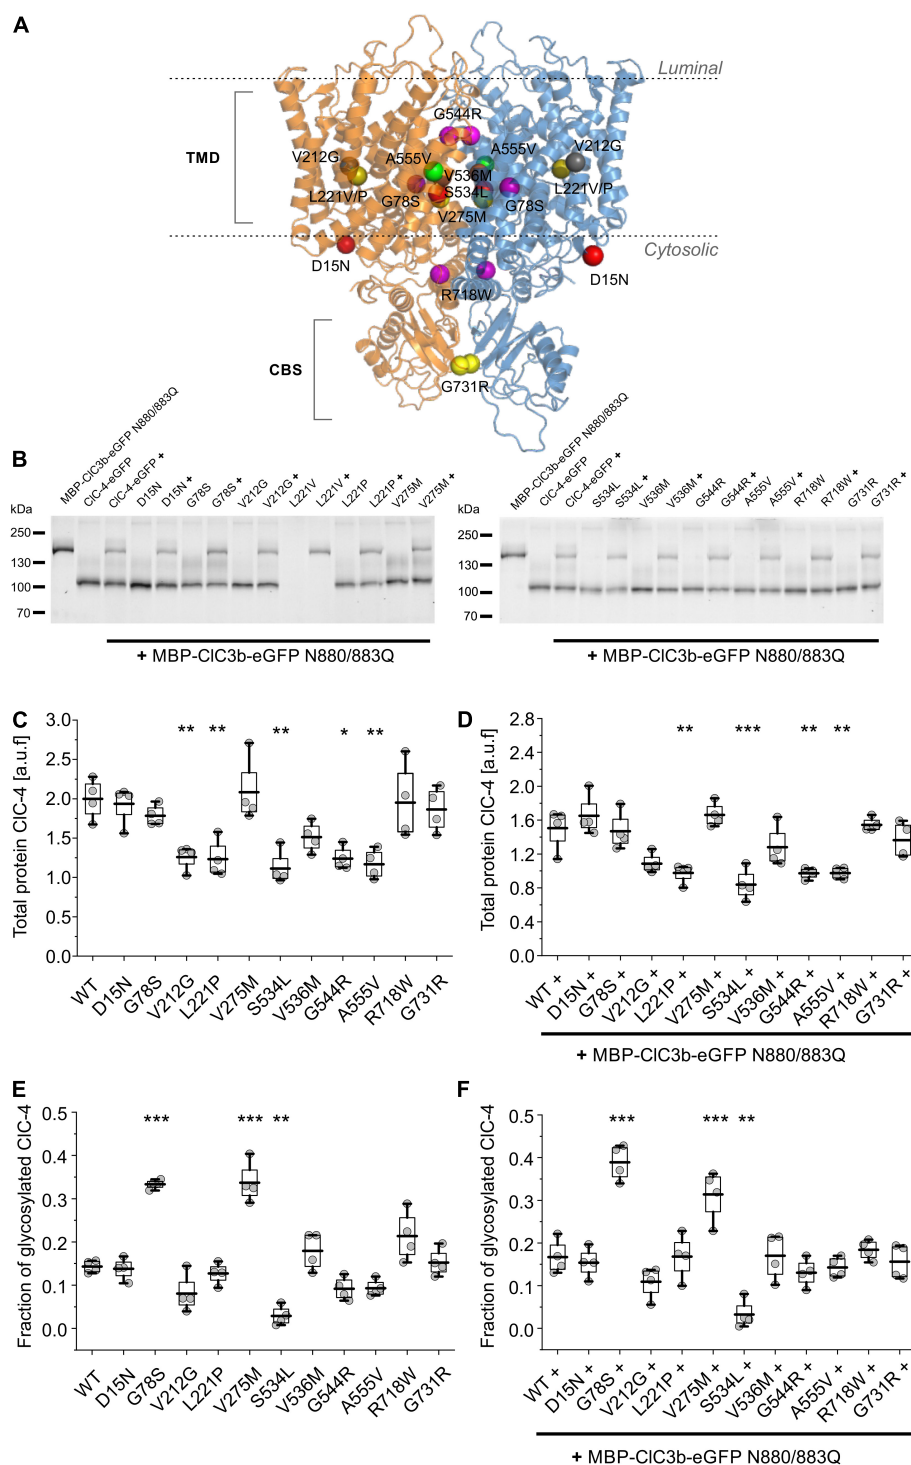 A
Luminal
TMD
G544R
V212G
A555V
A555V
V212G
V536M
L221V/P
S534L
L221V/P
G78S
G78S
V275M
Cytosolic
D15N
D15N
R718W
CBS
G731R
B
MBP-ClC3b-eGFP N880/883Q
ClC-4-eGFP
ClC-4-eGFP +
D15N
D15N +
G78S
G78S +
V212G
V212G +
L221V
L221V +
L221P
L221P +
V275M
V275M +
kDa
250
130
100
70
+ MBP-ClC3b-eGFP N880/883Q
MBP-ClC3b-eGFP N880/883Q
ClC-4-eGFP
ClC-4-eGFP +
S534L
S534L +
V536M
V536M +
G544R
G544R +
A555V
A555V +
R718W
R718W +
G731R
G731R +
kDa
250
130
100
70
+ MBP-ClC3b-eGFP N880/883Q
C
Total protein ClC-4 [a.u.f]
3.0
2.5
2.0
1.5
1.0
0.5
0.0
** ** ** * **
WT D15N G78S V212G L221P V275M S534L V536M G544R A555V R718W G731R
D
Total protein ClC-4 [a.u.f]
2.8
2.4
2.0
1.6
1.2
0.8
0.4
0.0
** *** ** **
WT + D15N + G78S + V212G + L221P + V275M + S534L + V536M + G544R + A555V + R718W + G731R +
+ MBP-ClC3b-eGFP N880/883Q
E
Fraction of glycosylated ClC-4
0.5
0.4
0.3
0.2
0.1
0.0
*** *** **
WT D15N G78S V212G L221P V275M S534L V536M G544R A555V R718W G731R
F
Fraction of glycosylated ClC-4
0.5
0.4
0.3
0.2
0.1
0.0
*** *** **
WT + D15N + G78S + V212G + L221P + V275M + S534L + V536M + G544R + A555V + R718W + G731R +
+ MBP-ClC3b-eGFP N880/883Q